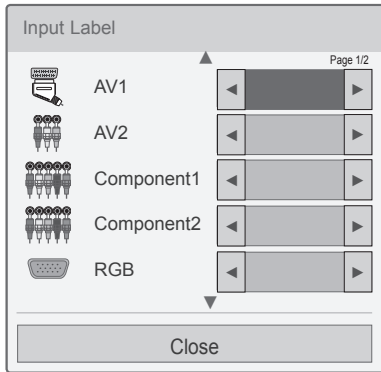 Input Label
Page 1/2
AV1
AV2
Component1
Component2
RGB
Close